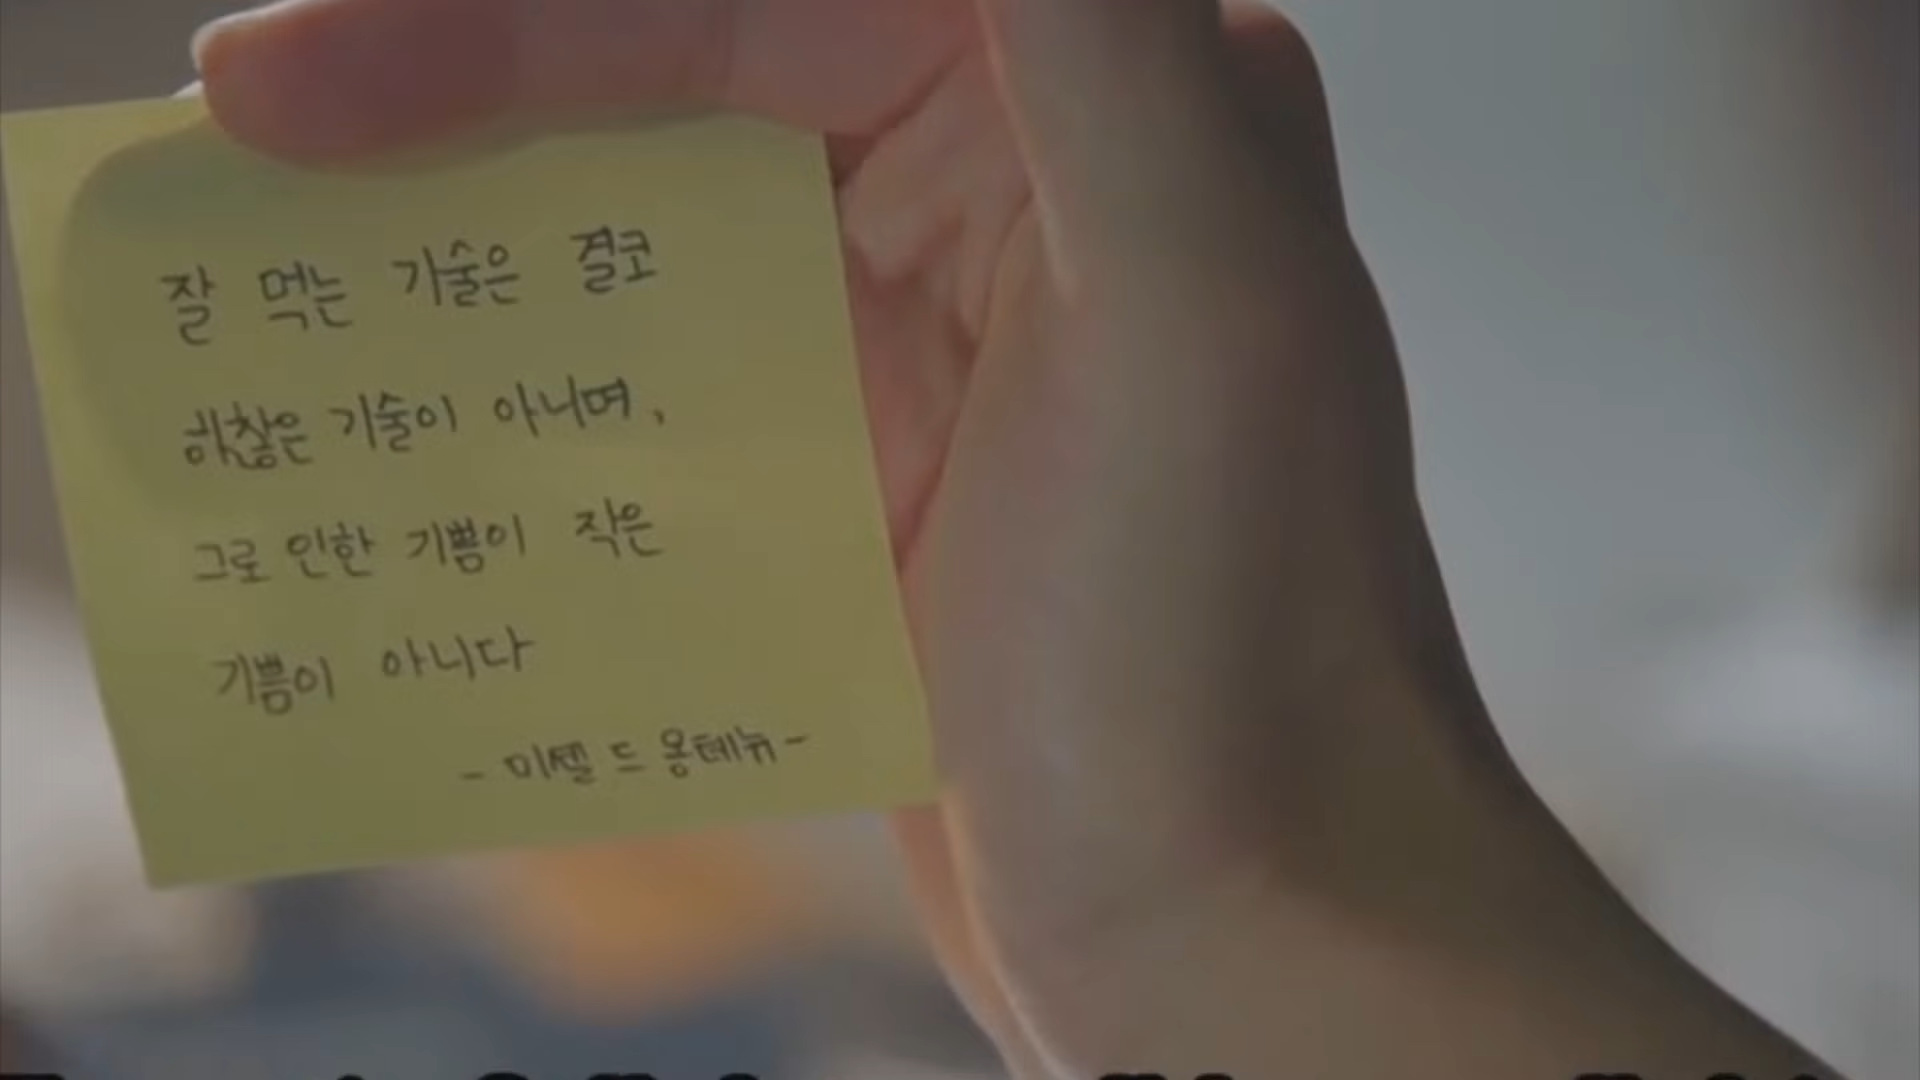 잘 먹는 기술은 결코
하찮은 기술이 아니며,
그로 인한 기쁨이 작은
기쁨이 아니다
- 미셸 드 몽테뉴 -